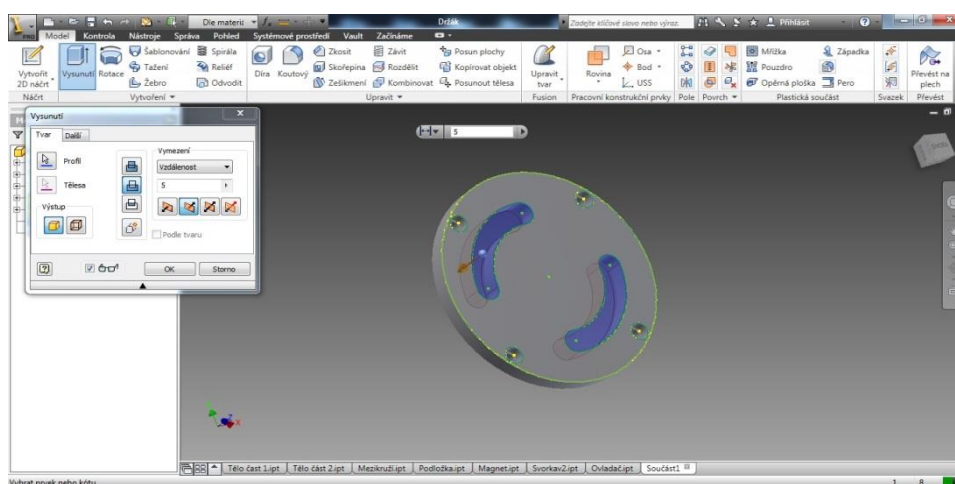 Dle materiá
Držák
Zadejte klíčové slovo nebo výraz.
Přihlásit
PRO
Model Kontrola Nástroje Správa Pohled Systémové prostředí Vault Začínáme
Vytvořit 2D náčrt
Vysunutí
Rotace
Šablonování
Tažení
Žebro
Spirála
Reliéf
Odvodit
Díra
Koutový
Zkosit
Skořepina
Zešikmení
Závit
Rozdělit
Kombinovat
Posun plochy
Kopírovat objekt
Posunout tělesa
Upravit tvar
Rovina
Osa
Bod
USS
Mřížka
Pouzdro
Opěrná ploška
Západka
Pero
Převést na plech
Náčrt
Vytvoření
Upravit
Fusion
Pracovní konstrukční prvky
Pole
Povrch
Plastická součást
Svazek
Převést
Vysunutí
Tvar
Další
Profil
Tělesa
Výstup
Vymezení
Vzdálenost
5
Podle tvaru
OK
Storno
5
X
Z
Tělo část 1.ipt
Tělo část 2.ipt
Mezikruží.ipt
Podložka.ipt
Magnet.ipt
Svorkav2.ipt
Ovladač.ipt
Součást1
Vybrat prvek nebo kótu
1 8